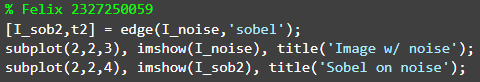 % Felix 2327250059
[I_sob2,t2] = edge(I_noise,'sobel');
subplot(2,2,3), imshow(I_noise), title('Image w/ noise');
subplot(2,2,4), imshow(I_sob2), title('Sobel on noise');